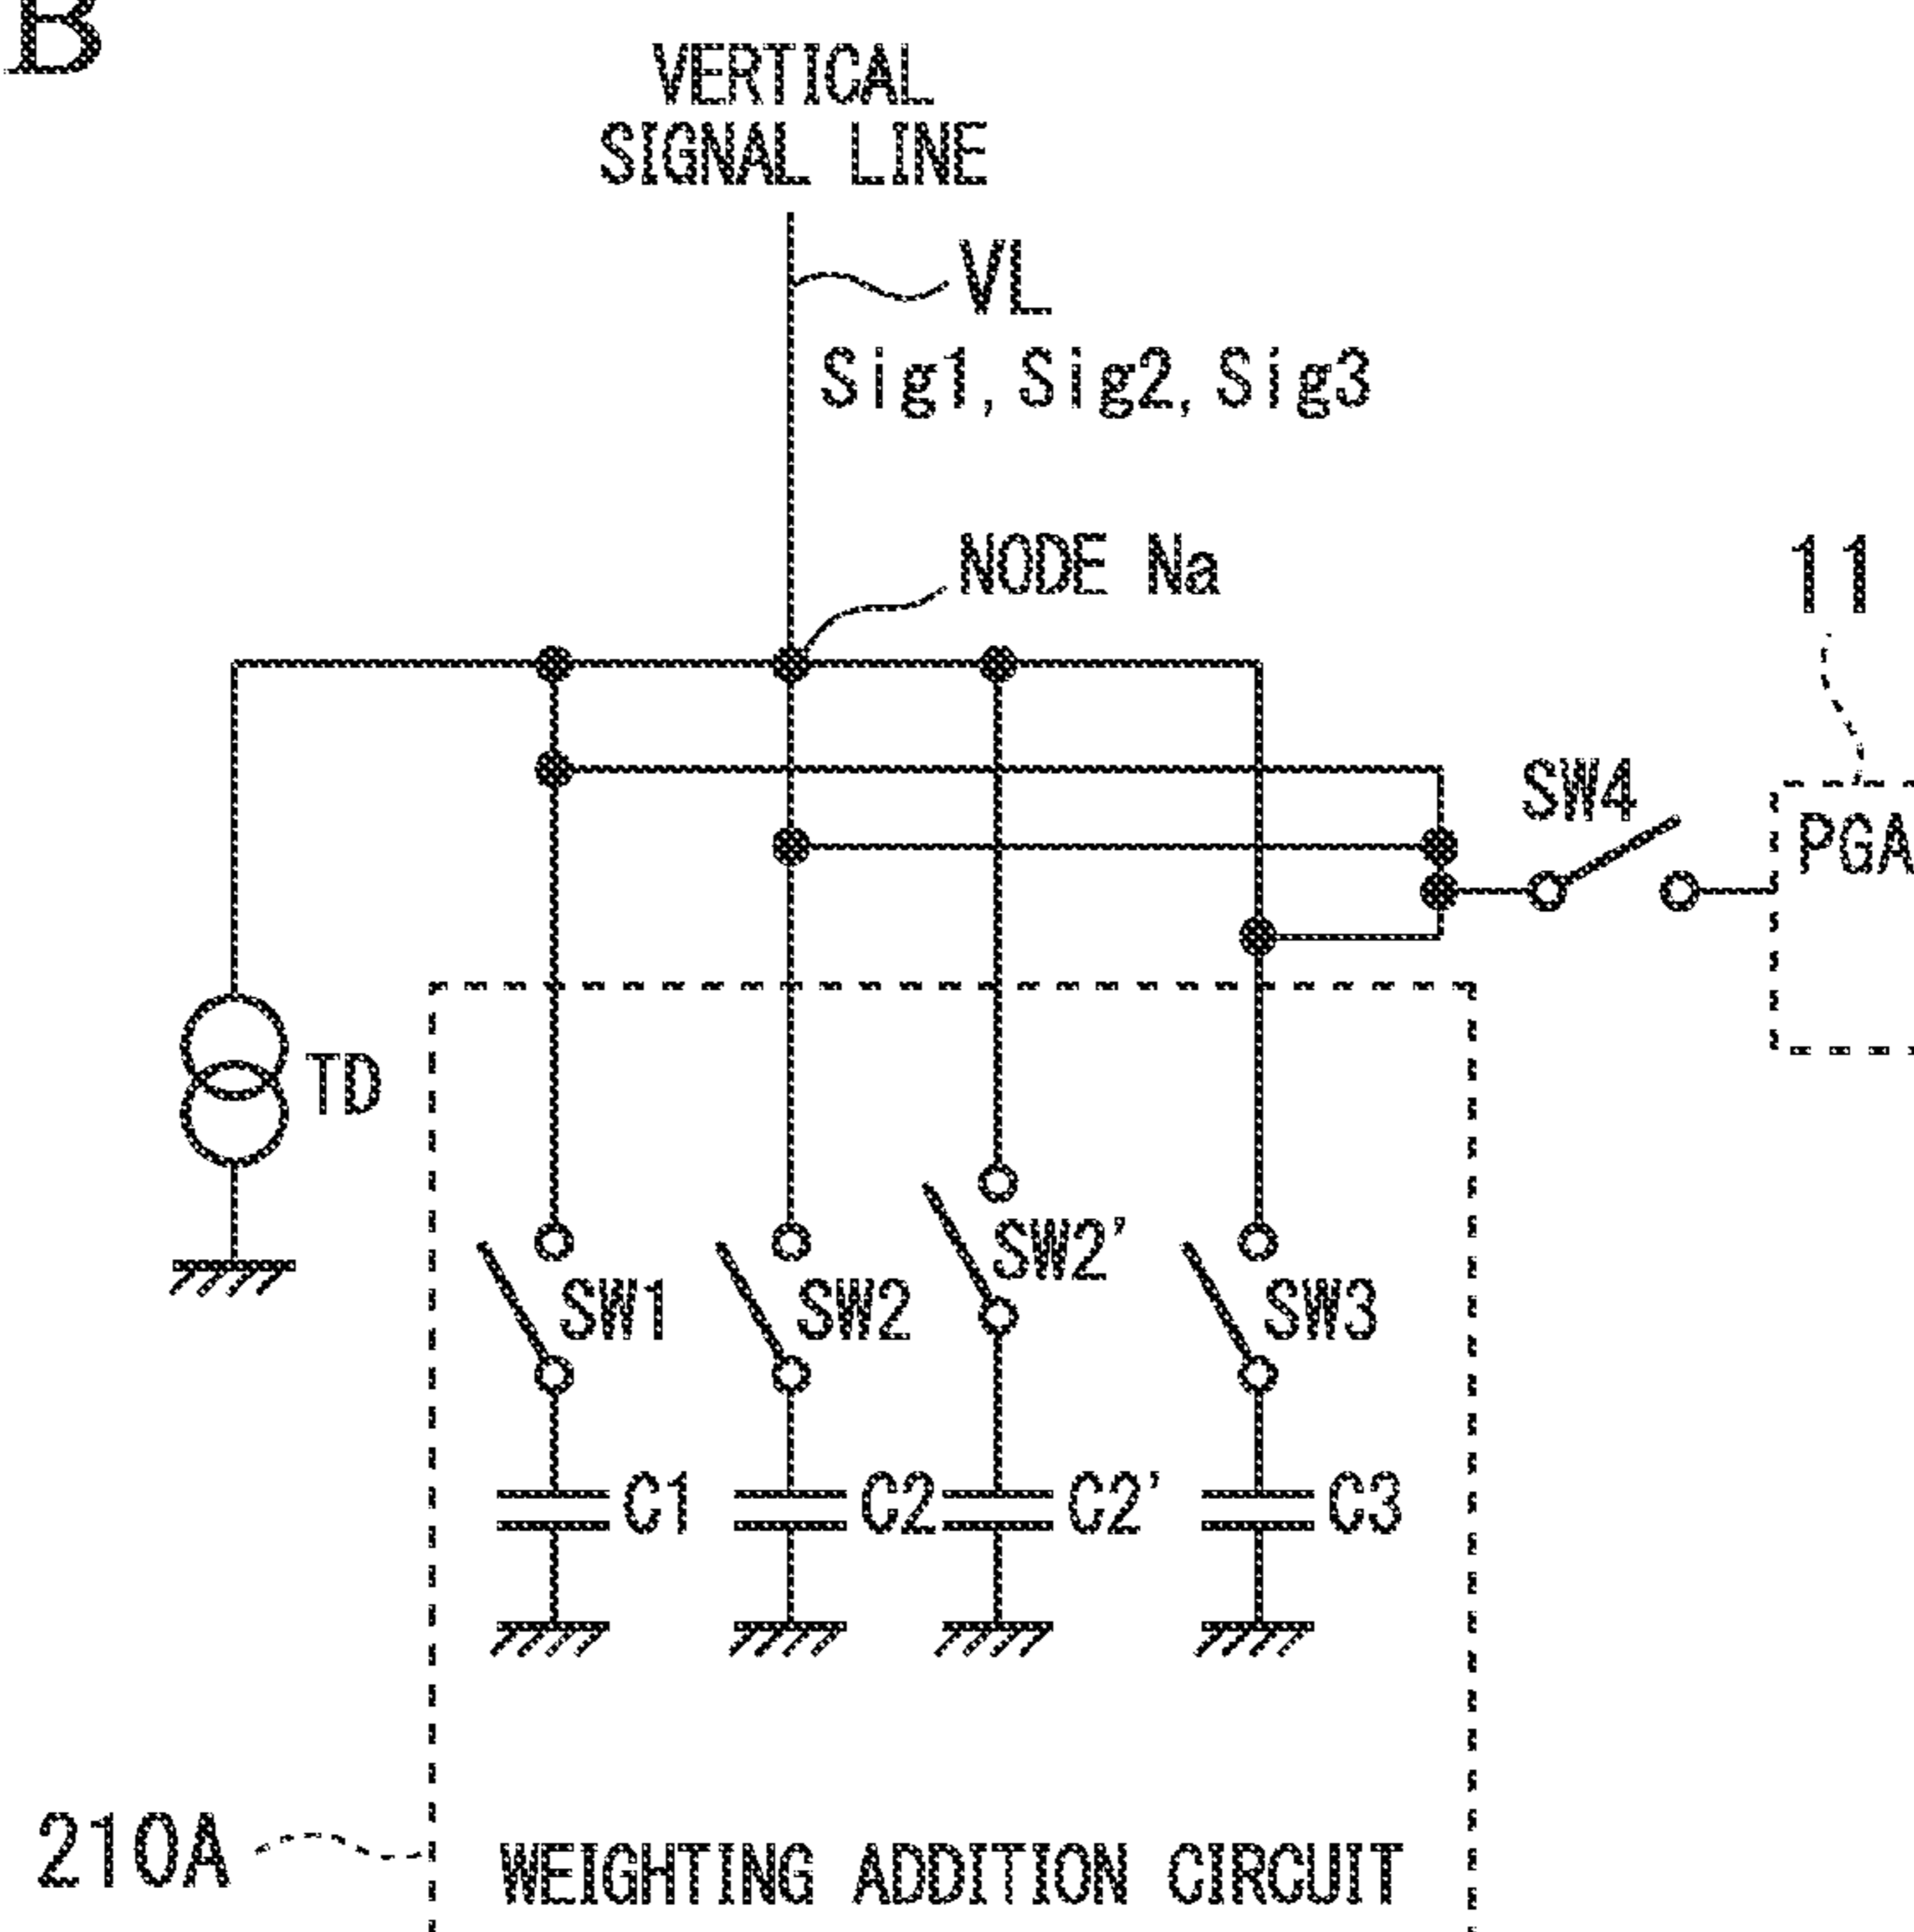 B
VERTICAL
SIGNAL LINE
VL
Sig1, Sig2, Sig3
NODE Na
11
SW4
PGA
TD
SW1
SW2
SW2'
SW3
C1
C2
C2'
C3
210A
WEIGHTING ADDITION CIRCUIT